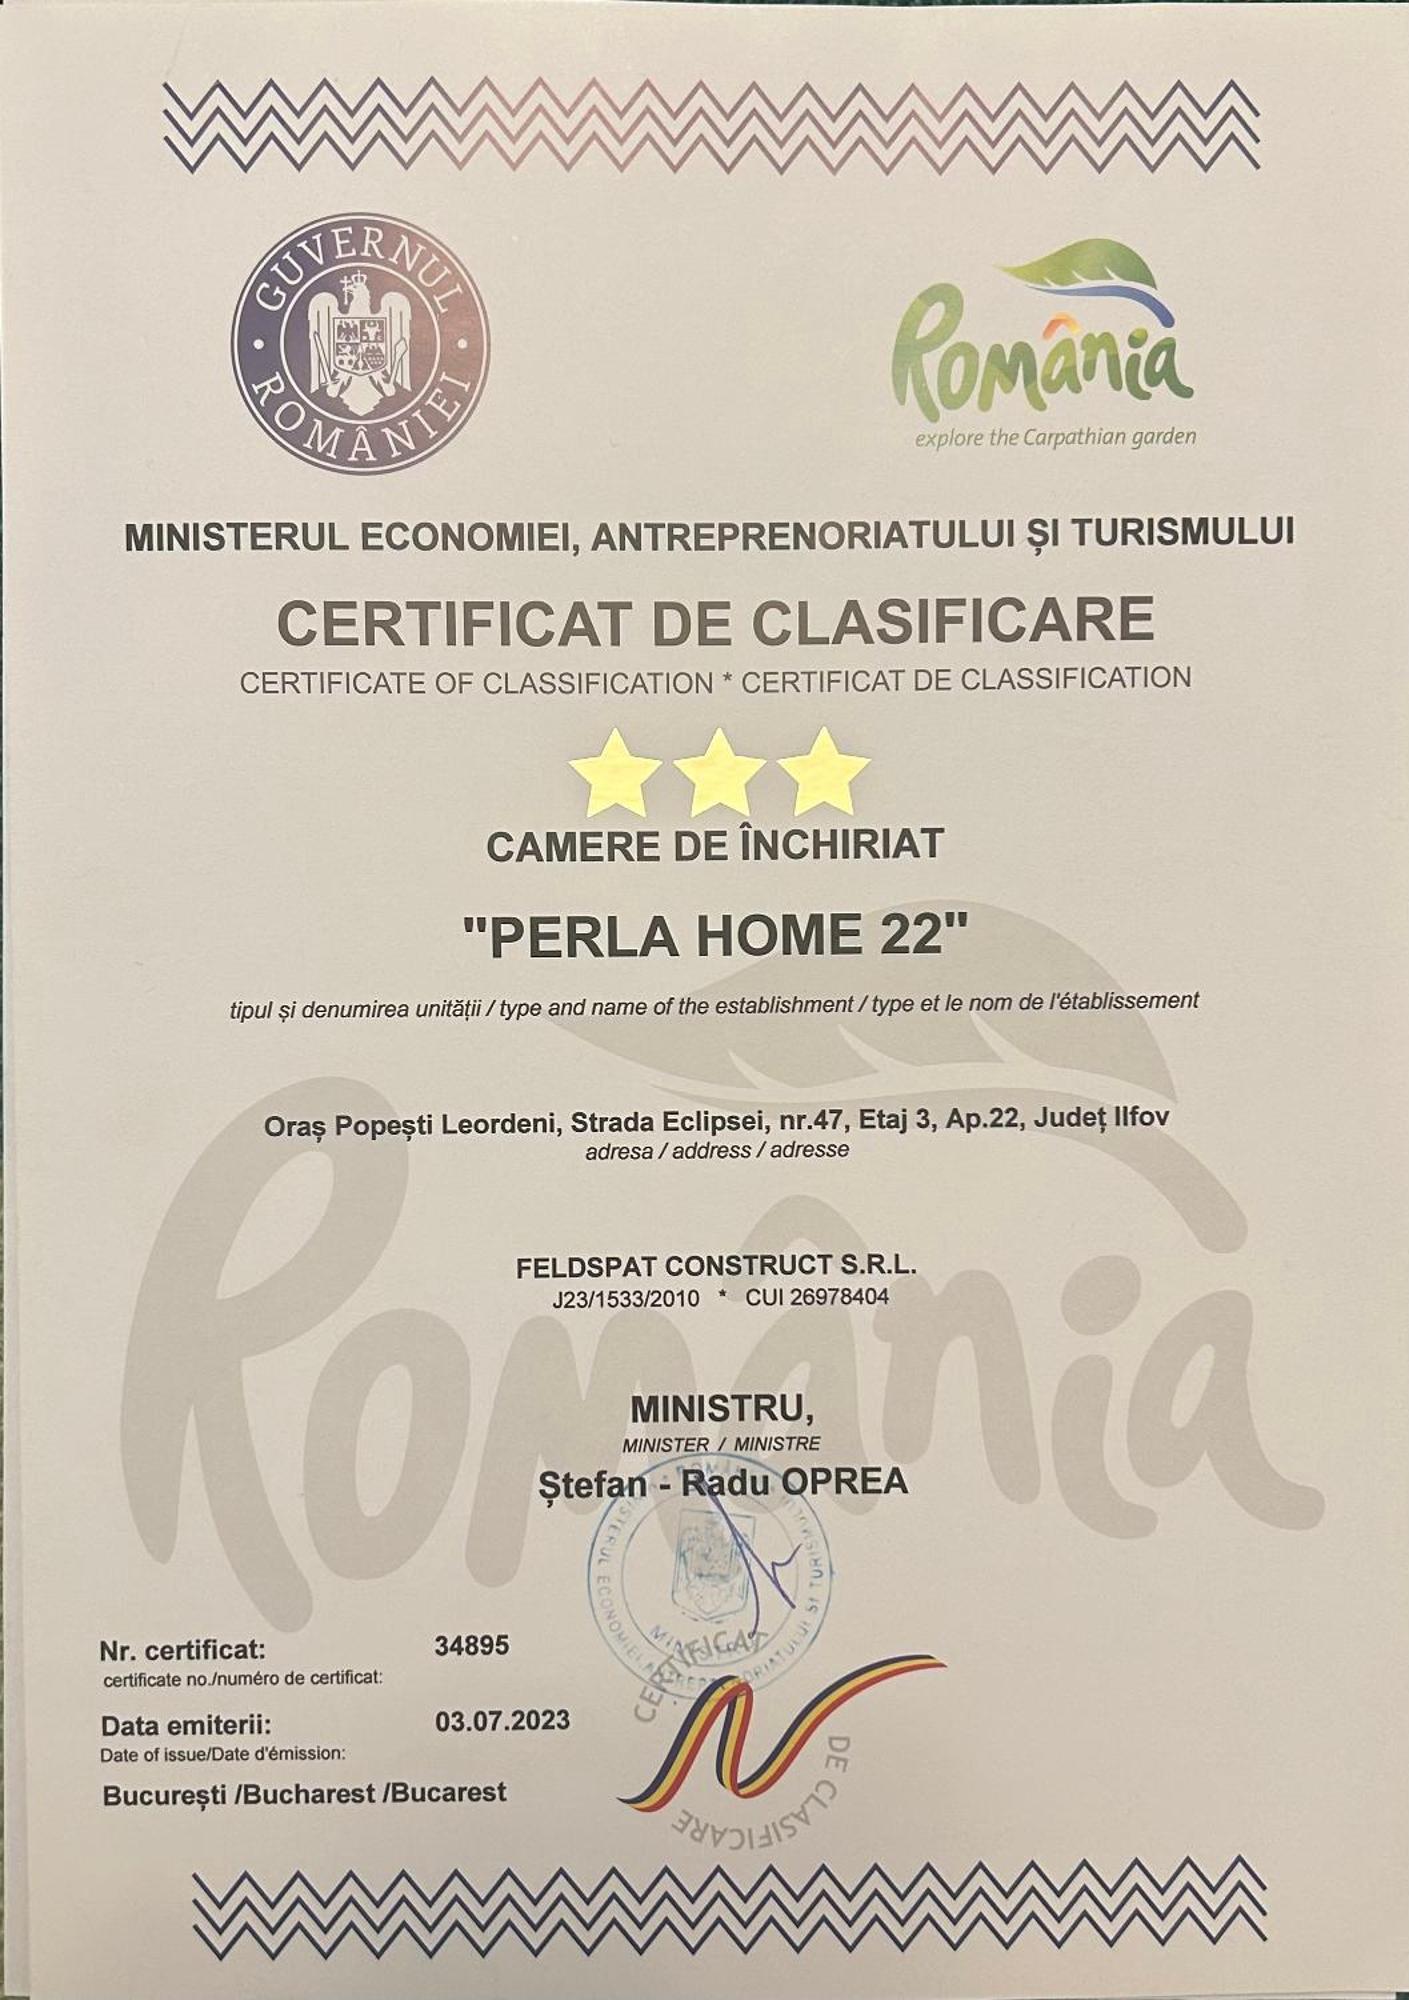 GUVERNUL ROMÂNIEI
România
explore the Carpathian garden
MINISTERUL ECONOMIEI, ANTREPRENORIATULUI ȘI TURISMULUI
CERTIFICAT DE CLASIFICARE
CERTIFICATE OF CLASSIFICATION * CERTIFICAT DE CLASSIFICATION
CAMERE DE ÎNCHIRIAT
"PERLA HOME 22"
tipul și denumirea unității / type and name of the establishment / type et le nom de l'établissement
Oraș Popești Leordeni, Strada Eclipsei, nr.47, Etaj 3, Ap.22, Județ Ilfov
adresa / address / adresse
FELDSPAT CONSTRUCT S.R.L.
J23/1533/2010 * CUI 26978404
România
MINISTRU,
MINISTER / MINISTRE
Ștefan - Radu OPREA
Nr. certificat: 34895
certificate no./numéro de certificat:
Data emiterii: 03.07.2023
Date of issue/Date d'émission:
București /Bucharest /Bucarest
CERTIFICAT DE CLASIFICARE